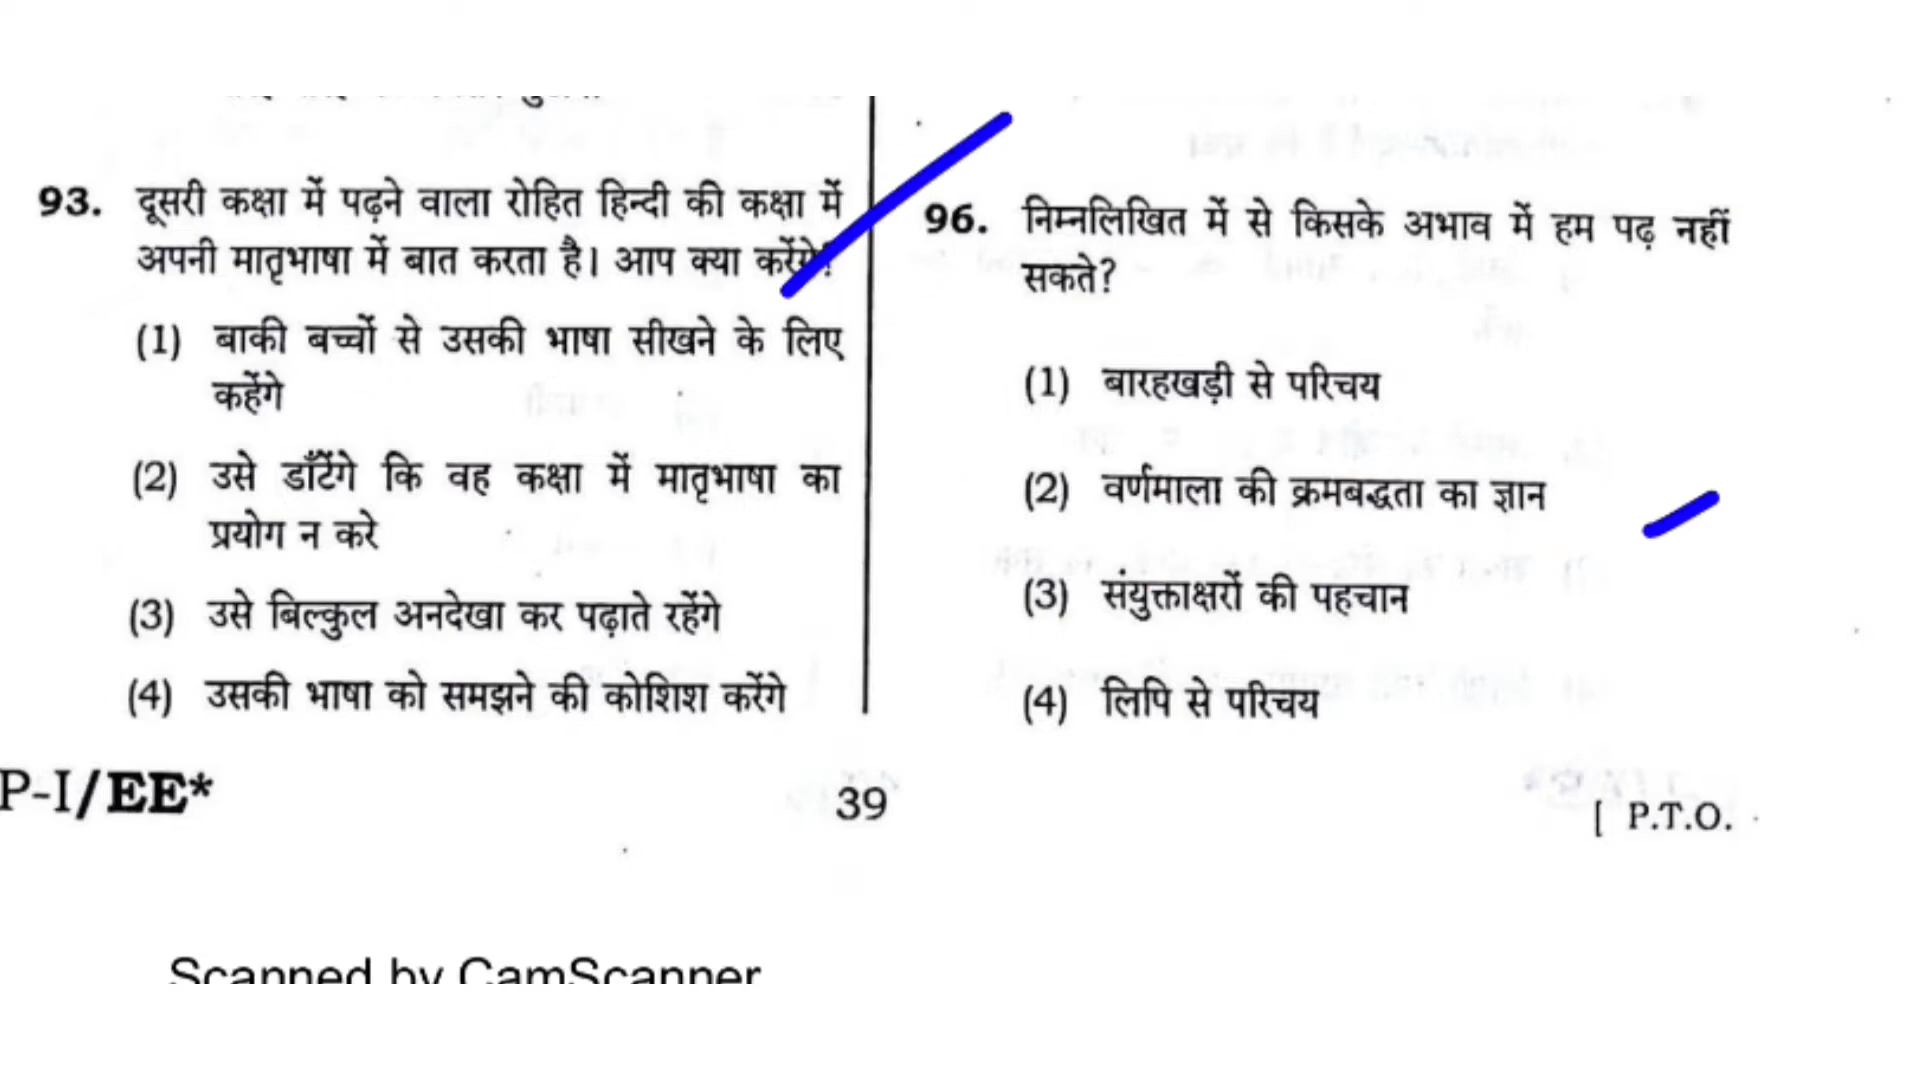 93. दूसरी कक्षा में पढ़ने वाला रोहित हिन्दी की कक्षा में
अपनी मातृभाषा में बात करता है। आप क्या करेंगे?
(1) बाकी बच्चों से उसकी भाषा सीखने के लिए
कहेंगे
(2) उसे डाँटेंगे कि वह कक्षा में मातृभाषा का
प्रयोग न करे
(3) उसे बिल्कुल अनदेखा कर पढ़ाते रहेंगे
(4) उसकी भाषा को समझने की कोशिश करेंगे
96. निम्नलिखित में से किसके अभाव में हम पढ़ नहीं
सकते?
(1) बारहखड़ी से परिचय
(2) वर्णमाला की क्रमबद्धता का ज्ञान
(3) संयुक्ताक्षरों की पहचान
(4) लिपि से परिचय
P-I/EE*
39
[ P.T.O.
Scanned by CamScanner